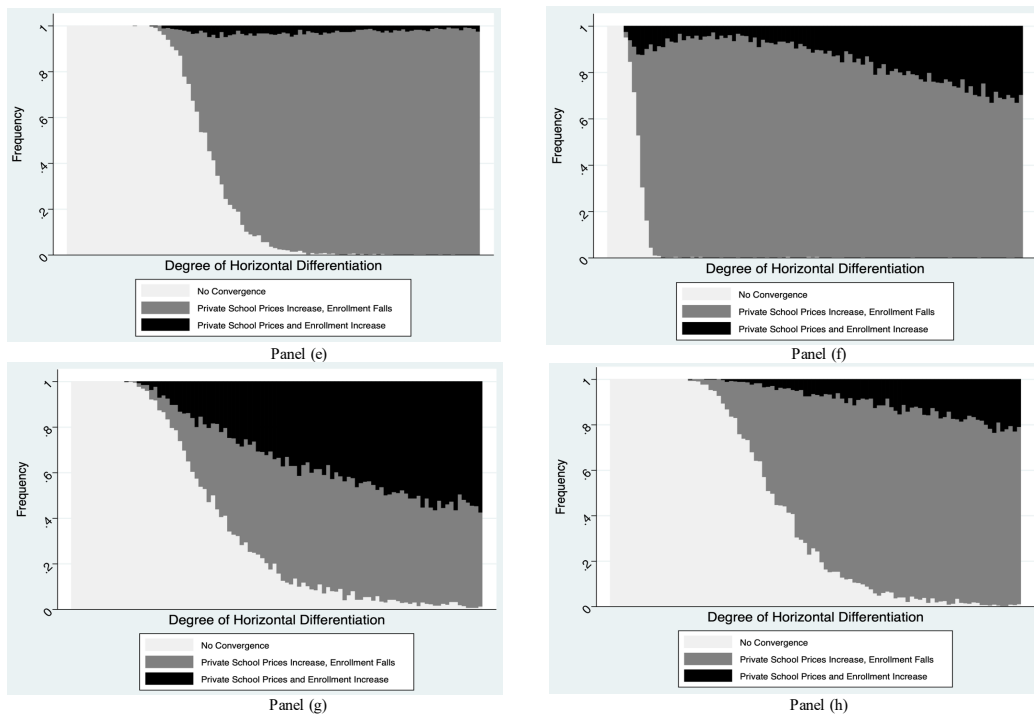 Frequency
1
.8
.6
.4
.2
0
Degree of Horizontal Differentiation
No Convergence
Private School Prices Increase, Enrollment Falls
Private School Prices and Enrollment Increase
Panel (e)
Frequency
1
.8
.6
.4
.2
0
Degree of Horizontal Differentiation
No Convergence
Private School Prices Increase, Enrollment Falls
Private School Prices and Enrollment Increase
Panel (f)
Frequency
1
.8
.6
.4
.2
0
Degree of Horizontal Differentiation
No Convergence
Private School Prices Increase, Enrollment Falls
Private School Prices and Enrollment Increase
Panel (g)
Frequency
1
.8
.6
.4
.2
0
Degree of Horizontal Differentiation
No Convergence
Private School Prices Increase, Enrollment Falls
Private School Prices and Enrollment Increase
Panel (h)